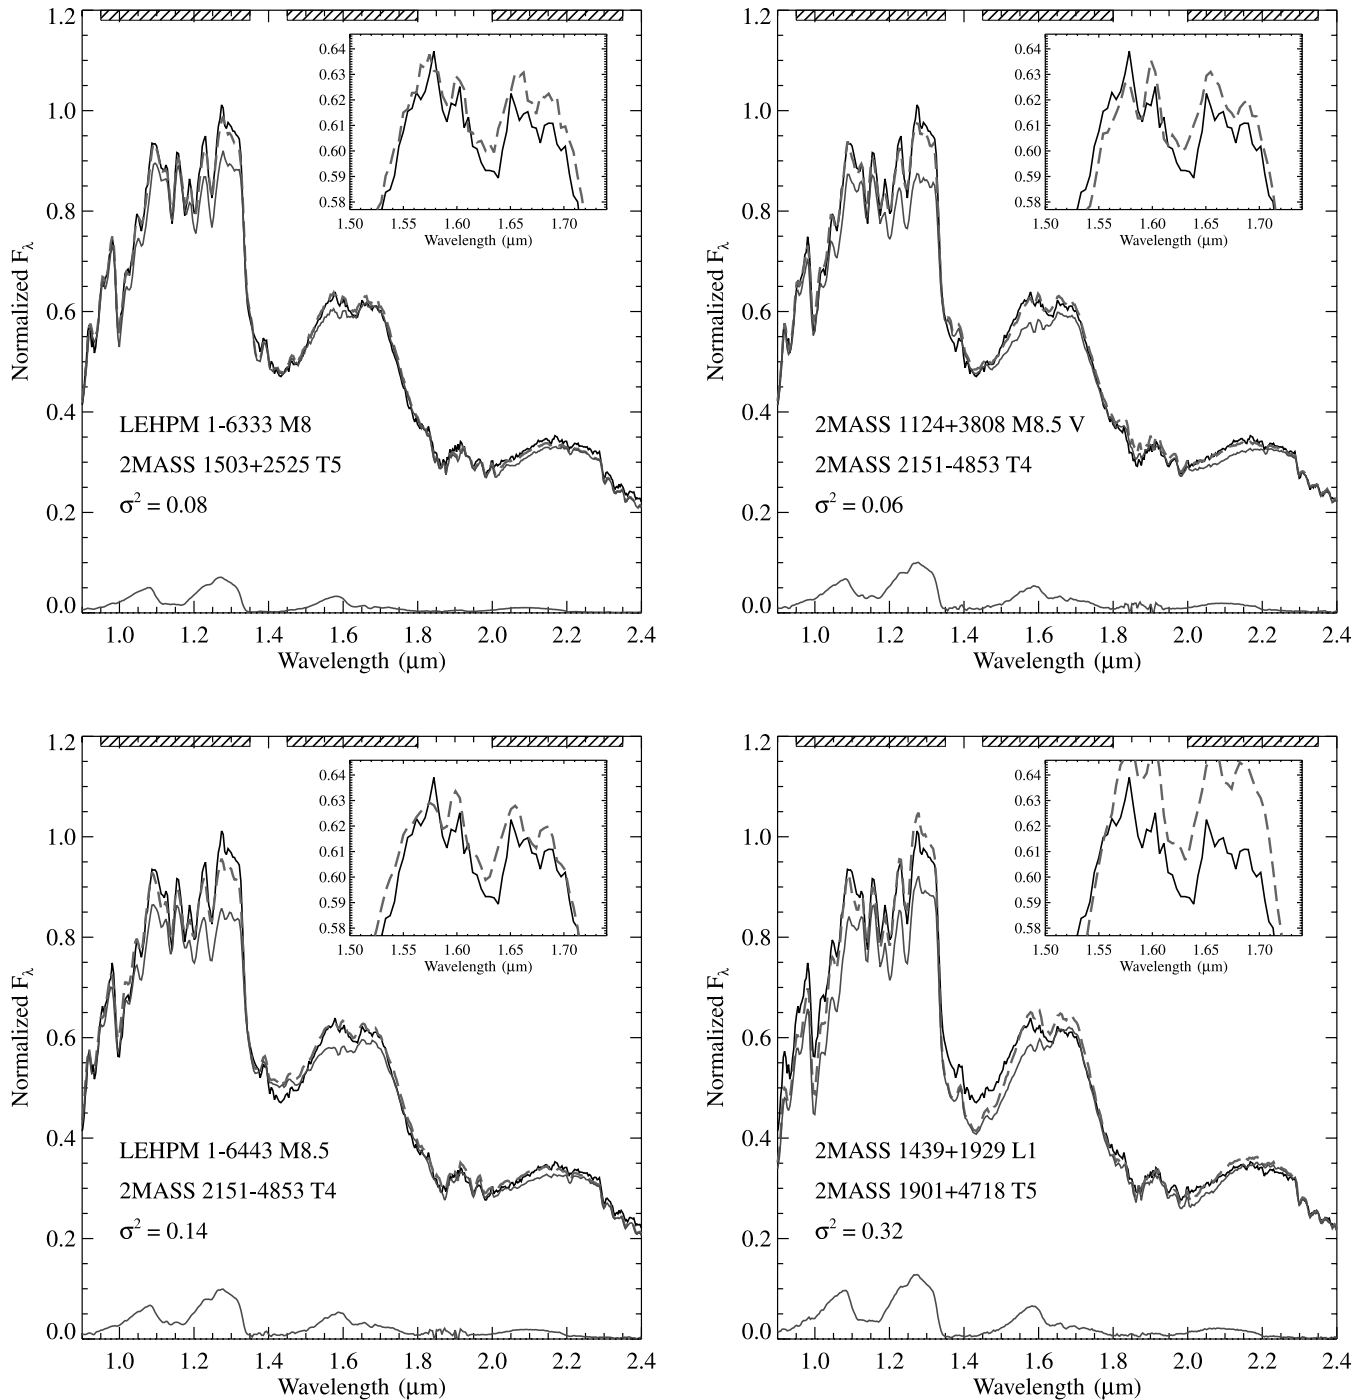 1.2
1.0
0.8
0.6
0.4
0.2
0.0
Normalized Fλ
0.64
0.63
0.62
0.61
0.60
0.59
0.58
1.50 1.55 1.60 1.65 1.70
Wavelength (μm)
LEHPM 1-6333 M8
2MASS 1503+2525 T5
σ² = 0.08
1.0 1.2 1.4 1.6 1.8 2.0 2.2 2.4
Wavelength (μm)
1.2
1.0
0.8
0.6
0.4
0.2
0.0
Normalized Fλ
0.64
0.63
0.62
0.61
0.60
0.59
0.58
1.50 1.55 1.60 1.65 1.70
Wavelength (μm)
2MASS 1124+3808 M8.5 V
2MASS 2151-4853 T4
σ² = 0.06
1.0 1.2 1.4 1.6 1.8 2.0 2.2 2.4
Wavelength (μm)
1.2
1.0
0.8
0.6
0.4
0.2
0.0
Normalized Fλ
0.64
0.63
0.62
0.61
0.60
0.59
0.58
1.50 1.55 1.60 1.65 1.70
Wavelength (μm)
LEHPM 1-6443 M8.5
2MASS 2151-4853 T4
σ² = 0.14
1.0 1.2 1.4 1.6 1.8 2.0 2.2 2.4
Wavelength (μm)
1.2
1.0
0.8
0.6
0.4
0.2
0.0
Normalized Fλ
0.64
0.63
0.62
0.61
0.60
0.59
0.58
1.50 1.55 1.60 1.65 1.70
Wavelength (μm)
2MASS 1439+1929 L1
2MASS 1901+4718 T5
σ² = 0.32
1.0 1.2 1.4 1.6 1.8 2.0 2.2 2.4
Wavelength (μm)